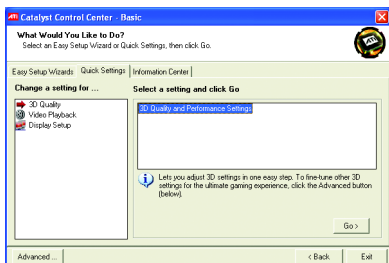 ATI Catalyst Control Center - Basic
What Would You Like to Do?
Select an Easy Setup Wizard or Quick Settings, then click Go.
ATI
Easy Setup Wizards Quick Settings Information Center
Change a setting for ...
3D Quality
Video Playback
Display Setup
Select a setting and click Go
3D Quality and Performance Settings
Lets you adjust 3D settings in one easy step. To fine-tune other 3D
settings for the ultimate gaming experience, click the Advanced button
(below).
Go >
Advanced ...
< Back
Exit